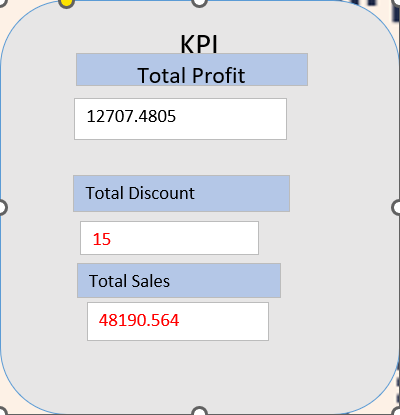 KPI
Total Profit
12707.4805
Total Discount
15
Total Sales
48190.564